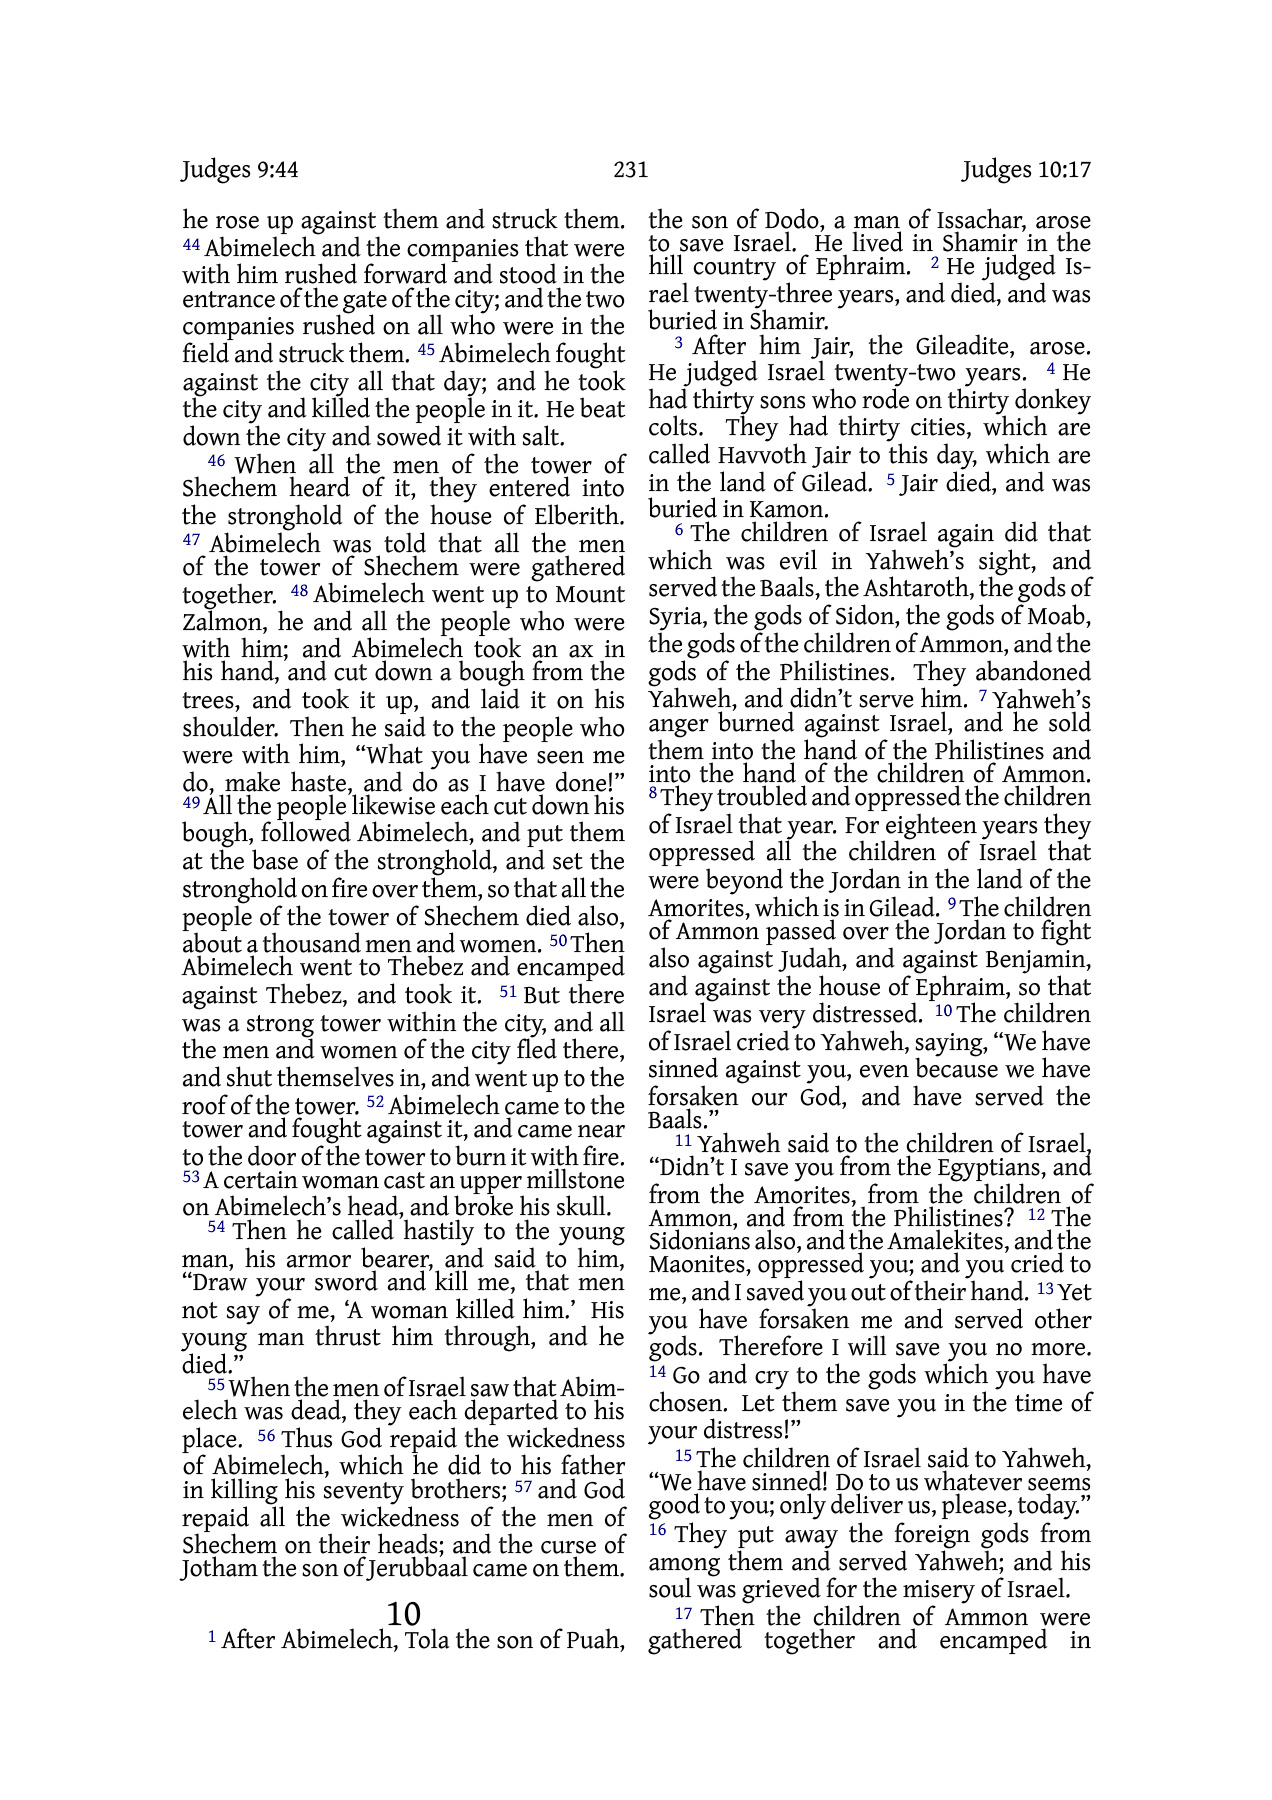 Judges 9:44 231 Judges 10:17
he rose up against them and struck them.
44 Abimelech and the companies that were
with him rushed forward and stood in the
entrance of the gate of the city; and the two
companies rushed on all who were in the
field and struck them. 45 Abimelech fought
against the city all that day; and he took
the city and killed the people in it. He beat
down the city and sowed it with salt.
46 When all the men of the tower of
Shechem heard of it, they entered into
the stronghold of the house of Elberith.
47 Abimelech was told that all the men
of the tower of Shechem were gathered
together. 48 Abimelech went up to Mount
Zalmon, he and all the people who were
with him; and Abimelech took an ax in
his hand, and cut down a bough from the
trees, and took it up, and laid it on his
shoulder. Then he said to the people who
were with him, “What you have seen me
do, make haste, and do as I have done!”
49 All the people likewise each cut down his
bough, followed Abimelech, and put them
at the base of the stronghold, and set the
stronghold on fire over them, so that all the
people of the tower of Shechem died also,
about a thousand men and women. 50 Then
Abimelech went to Thebez and encamped
against Thebez, and took it. 51 But there
was a strong tower within the city, and all
the men and women of the city fled there,
and shut themselves in, and went up to the
roof of the tower. 52 Abimelech came to the
tower and fought against it, and came near
to the door of the tower to burn it with fire.
53 A certain woman cast an upper millstone
on Abimelech’s head, and broke his skull.
54 Then he called hastily to the young
man, his armor bearer, and said to him,
“Draw your sword and kill me, that men
not say of me, ‘A woman killed him.’ His
young man thrust him through, and he
died.”
55 When the men of Israel saw that Abim-
elech was dead, they each departed to his
place. 56 Thus God repaid the wickedness
of Abimelech, which he did to his father
in killing his seventy brothers; 57 and God
repaid all the wickedness of the men of
Shechem on their heads; and the curse of
Jotham the son of Jerubbaal came on them.
10
1 After Abimelech, Tola the son of Puah,
the son of Dodo, a man of Issachar, arose
to save Israel. He lived in Shamir in the
hill country of Ephraim. 2 He judged Is-
rael twenty-three years, and died, and was
buried in Shamir.
3 After him Jair, the Gileadite, arose.
He judged Israel twenty-two years. 4 He
had thirty sons who rode on thirty donkey
colts. They had thirty cities, which are
called Havvoth Jair to this day, which are
in the land of Gilead. 5 Jair died, and was
buried in Kamon.
6 The children of Israel again did that
which was evil in Yahweh’s sight, and
served the Baals, the Ashtaroth, the gods of
Syria, the gods of Sidon, the gods of Moab,
the gods of the children of Ammon, and the
gods of the Philistines. They abandoned
Yahweh, and didn’t serve him. 7 Yahweh’s
anger burned against Israel, and he sold
them into the hand of the Philistines and
into the hand of the children of Ammon.
8 They troubled and oppressed the children
of Israel that year. For eighteen years they
oppressed all the children of Israel that
were beyond the Jordan in the land of the
Amorites, which is in Gilead. 9 The children
of Ammon passed over the Jordan to fight
also against Judah, and against Benjamin,
and against the house of Ephraim, so that
Israel was very distressed. 10 The children
of Israel cried to Yahweh, saying, “We have
sinned against you, even because we have
forsaken our God, and have served the
Baals.”
11 Yahweh said to the children of Israel,
“Didn’t I save you from the Egyptians, and
from the Amorites, from the children of
Ammon, and from the Philistines? 12 The
Sidonians also, and the Amalekites, and the
Maonites, oppressed you; and you cried to
me, and I saved you out of their hand. 13 Yet
you have forsaken me and served other
gods. Therefore I will save you no more.
14 Go and cry to the gods which you have
chosen. Let them save you in the time of
your distress!”
15 The children of Israel said to Yahweh,
“We have sinned! Do to us whatever seems
good to you; only deliver us, please, today.”
16 They put away the foreign gods from
among them and served Yahweh; and his
soul was grieved for the misery of Israel.
17 Then the children of Ammon were
gathered together and encamped in